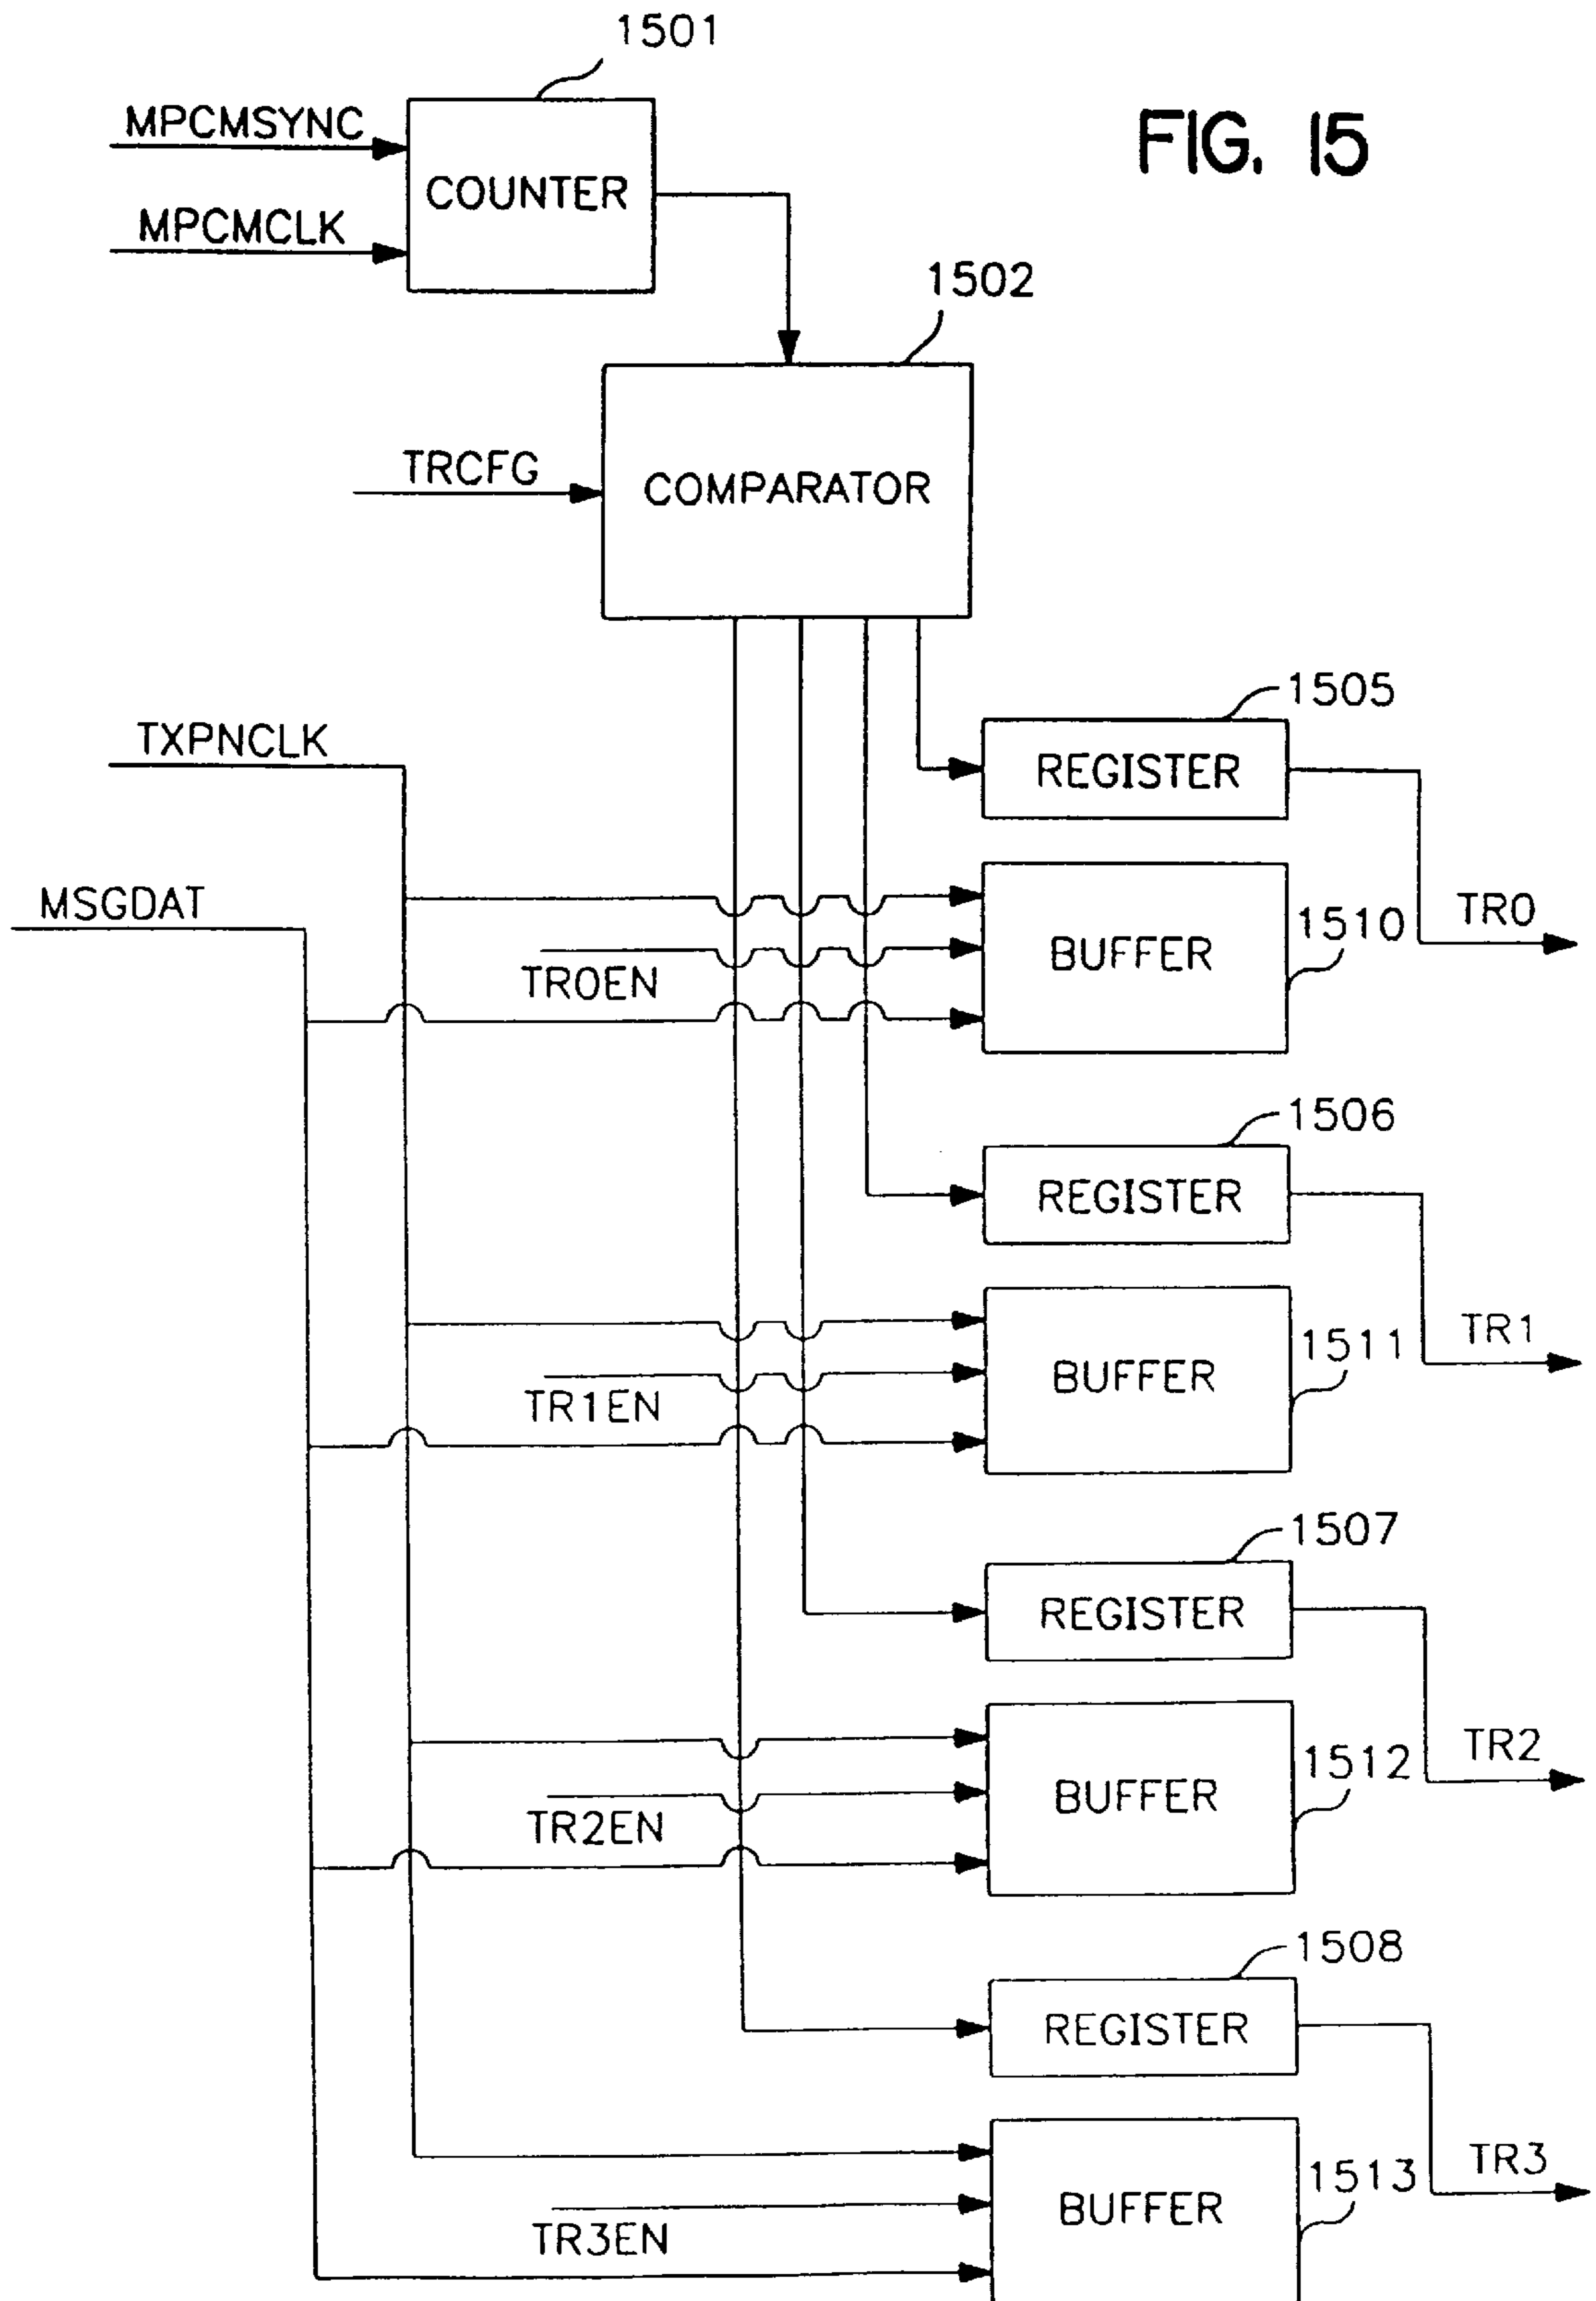 1501
MPCMSYNC
FIG. 15
COUNTER
MPCMCLK
1502
TRCFG
COMPARATOR
1505
TXPNCLK
REGISTER
MSGDAT
TR0
1510
BUFFER
TR0EN
1506
REGISTER
TR1
1511
BUFFER
TR1EN
1507
REGISTER
TR2
1512
BUFFER
TR2EN
1508
REGISTER
TR3
1513
BUFFER
TR3EN